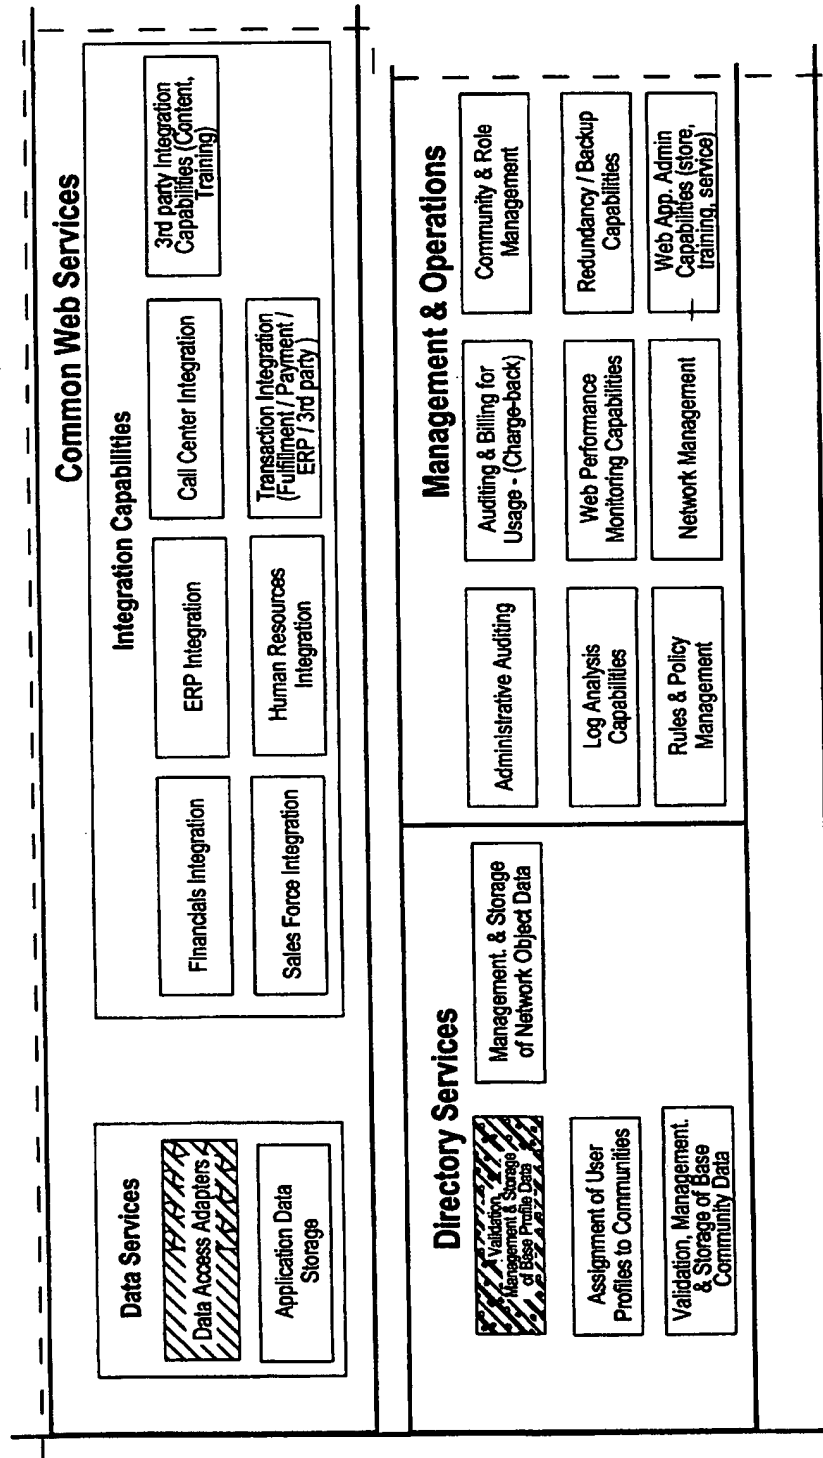 Common Web Services
Data Services
Data Access Adapters
Application Data
Storage
Integration Capabilities
Financials Integration
ERP Integration
Call Center Integration
3rd party Integration
Capabilities (Content,
Training)
Sales Force Integration
Human Resources
Integration
Transaction Integration
(Fulfillment / Payment /
ERP / 3rd party )
Directory Services
Validation,
Management & Storage
of Base Profile Data
Management. & Storage
of Network Object Data
Assignment of User
Profiles to Communities
Validation, Management.
& Storage of Base
Community Data
Management & Operations
Administrative Auditing
Auditing & Billing for
Usage - (Charge-back)
Community & Role
Management
Log Analysis
Capabilities
Web Performance
Monitoring Capabilities
Redundancy / Backup
Capabilities
Rules & Policy
Management
Network Management
Web App. Admin
Capabilities (store,
training, service)